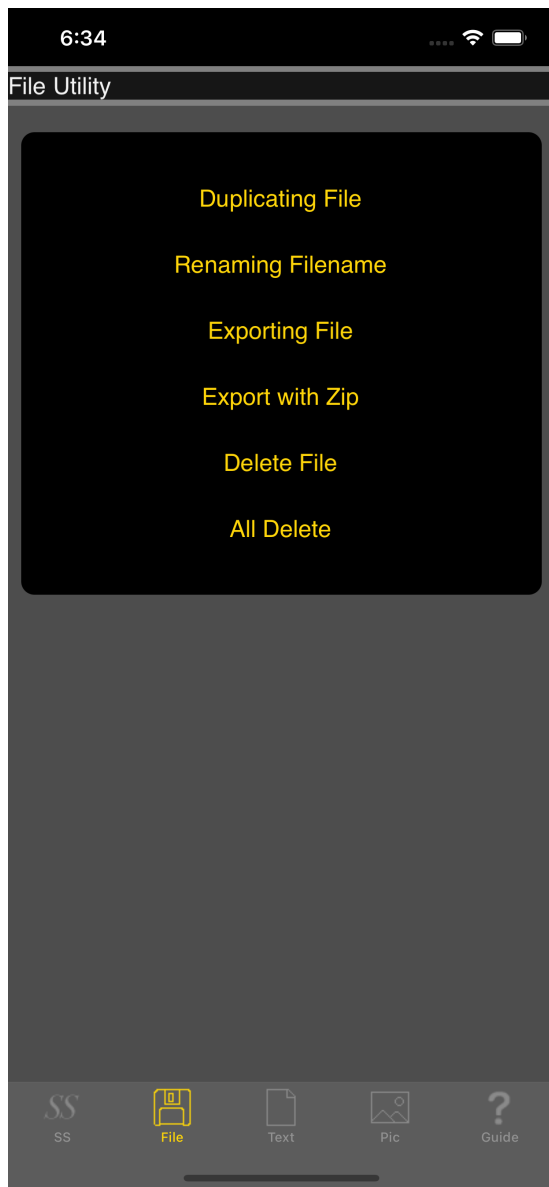 6:34
File Utility
Duplicating File
Renaming Filename
Exporting File
Export with Zip
Delete File
All Delete
SS
SS
File
Text
Pic
?
Guide